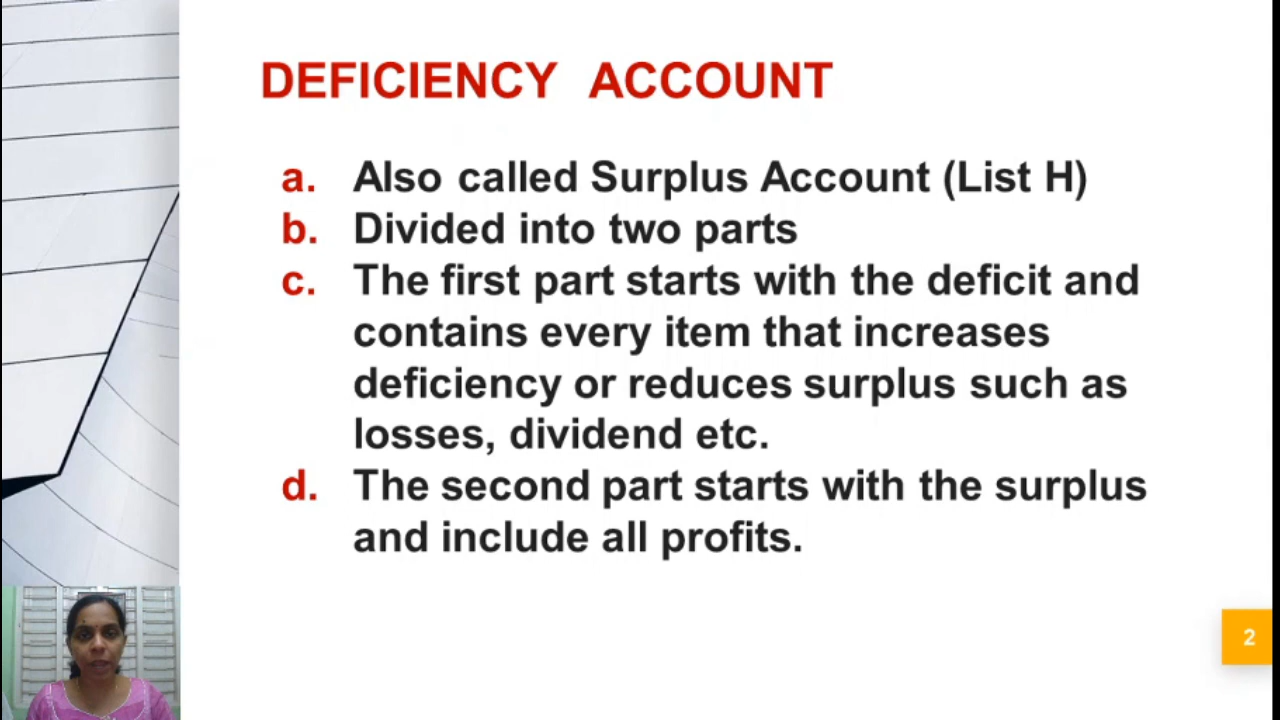 DEFICIENCY ACCOUNT
a. Also called Surplus Account (List H)
b. Divided into two parts
c. The first part starts with the deficit and
contains every item that increases
deficiency or reduces surplus such as
losses, dividend etc.
d. The second part starts with the surplus
and include all profits.
2